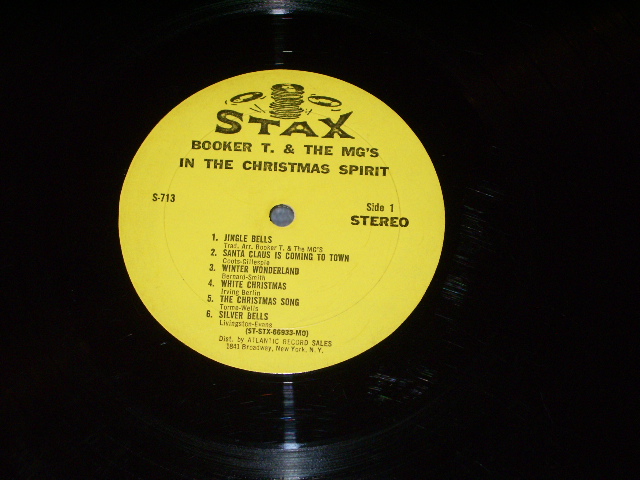 STAX
BOOKER T. & THE MG'S
IN THE CHRISTMAS SPIRIT
S-713
Side 1
STEREO
1. JINGLE BELLS
Trad. Arr. Booker T. & The MG'S
2. SANTA CLAUS IS COMING TO TOWN
Coots-Gillespie
3. WINTER WONDERLAND
Bernard-Smith
4. WHITE CHRISTMAS
Irving Berlin
5. THE CHRISTMAS SONG
Torme-Wells
6. SILVER BELLS
Livingston-Evans
(ST-STX-66933-MO)
Dist. by ATLANTIC RECORD SALES
1841 Broadway, New York, N.Y.